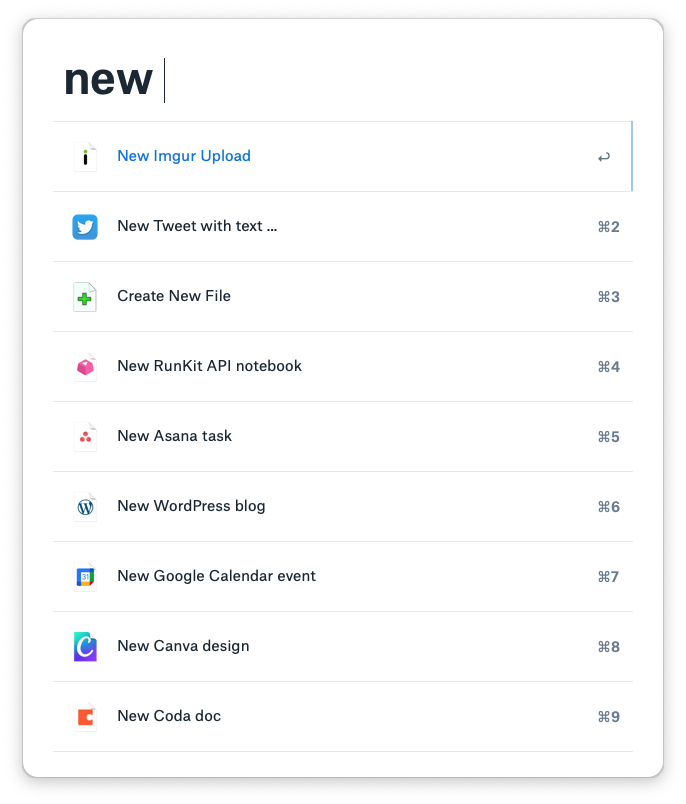 new
New Imgur Upload ↩
New Tweet with text ... ⌘2
Create New File ⌘3
New RunKit API notebook ⌘4
New Asana task ⌘5
New WordPress blog ⌘6
31
New Google Calendar event ⌘7
New Canva design ⌘8
New Coda doc ⌘9